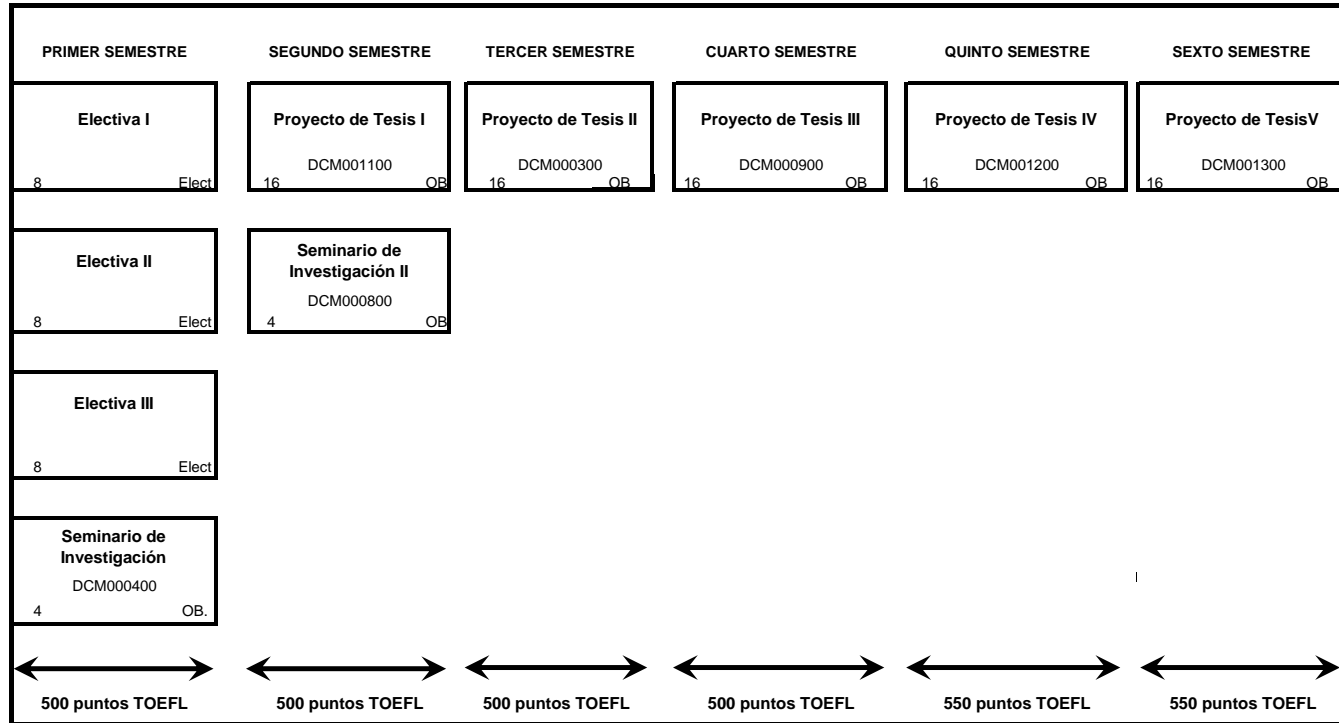 PRIMER SEMESTRE SEGUNDO SEMESTRE TERCER SEMESTRE CUARTO SEMESTRE QUINTO SEMESTRE SEXTO SEMESTRE
Electiva I
8 Elect
Proyecto de Tesis I
DCM001100
16 OB
Proyecto de Tesis II
DCM000300
16 OB
Proyecto de Tesis III
DCM000900
16 OB
Proyecto de Tesis IV
DCM001200
16 OB
Proyecto de TesisV
DCM001300
16 OB
Electiva II
8 Elect
Seminario de
Investigación II
DCM000800
4 OB
Electiva III
8 Elect
Seminario de
Investigación
DCM000400
4 OB.
500 puntos TOEFL 500 puntos TOEFL 500 puntos TOEFL 500 puntos TOEFL 550 puntos TOEFL 550 puntos TOEFL